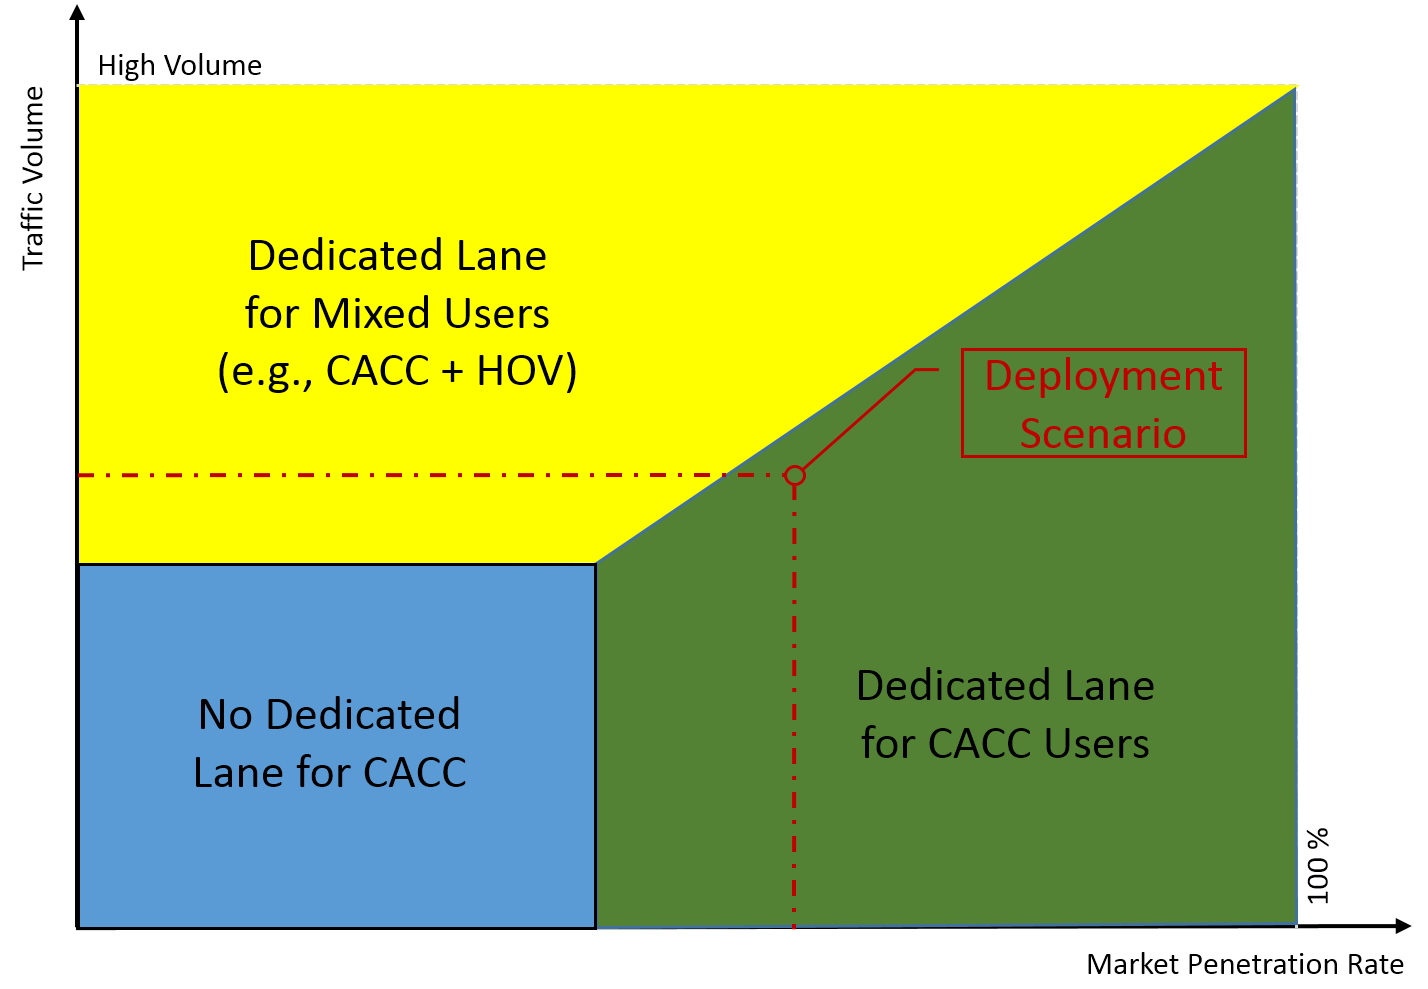 High Volume
Traffic Volume
Dedicated Lane
for Mixed Users
(e.g., CACC + HOV)
Deployment
Scenario
No Dedicated
Lane for CACC
Dedicated Lane
for CACC Users
100 %
Market Penetration Rate